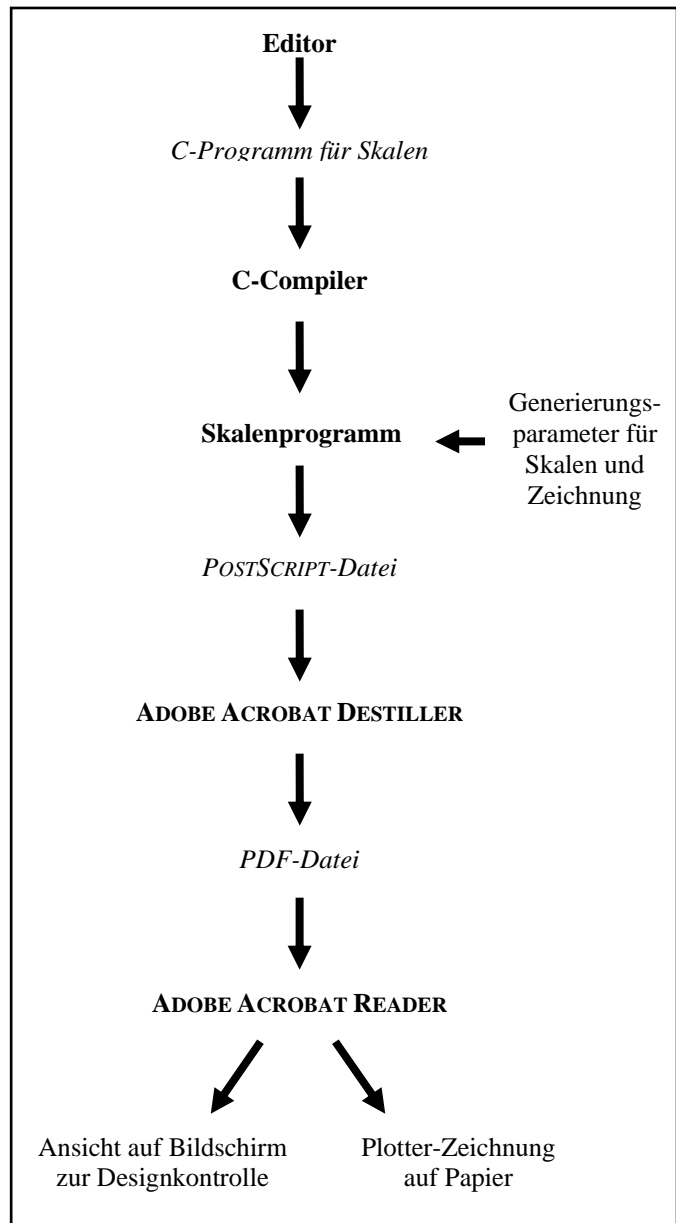 Editor
C-Programm für Skalen
C-Compiler
Skalenprogramm
Generierungs-
parameter für
Skalen und
Zeichnung
POSTSCRIPT-Datei
ADOBE ACROBAT DESTILLER
PDF-Datei
ADOBE ACROBAT READER
Ansicht auf Bildschirm
zur Designkontrolle
Plotter-Zeichnung
auf Papier